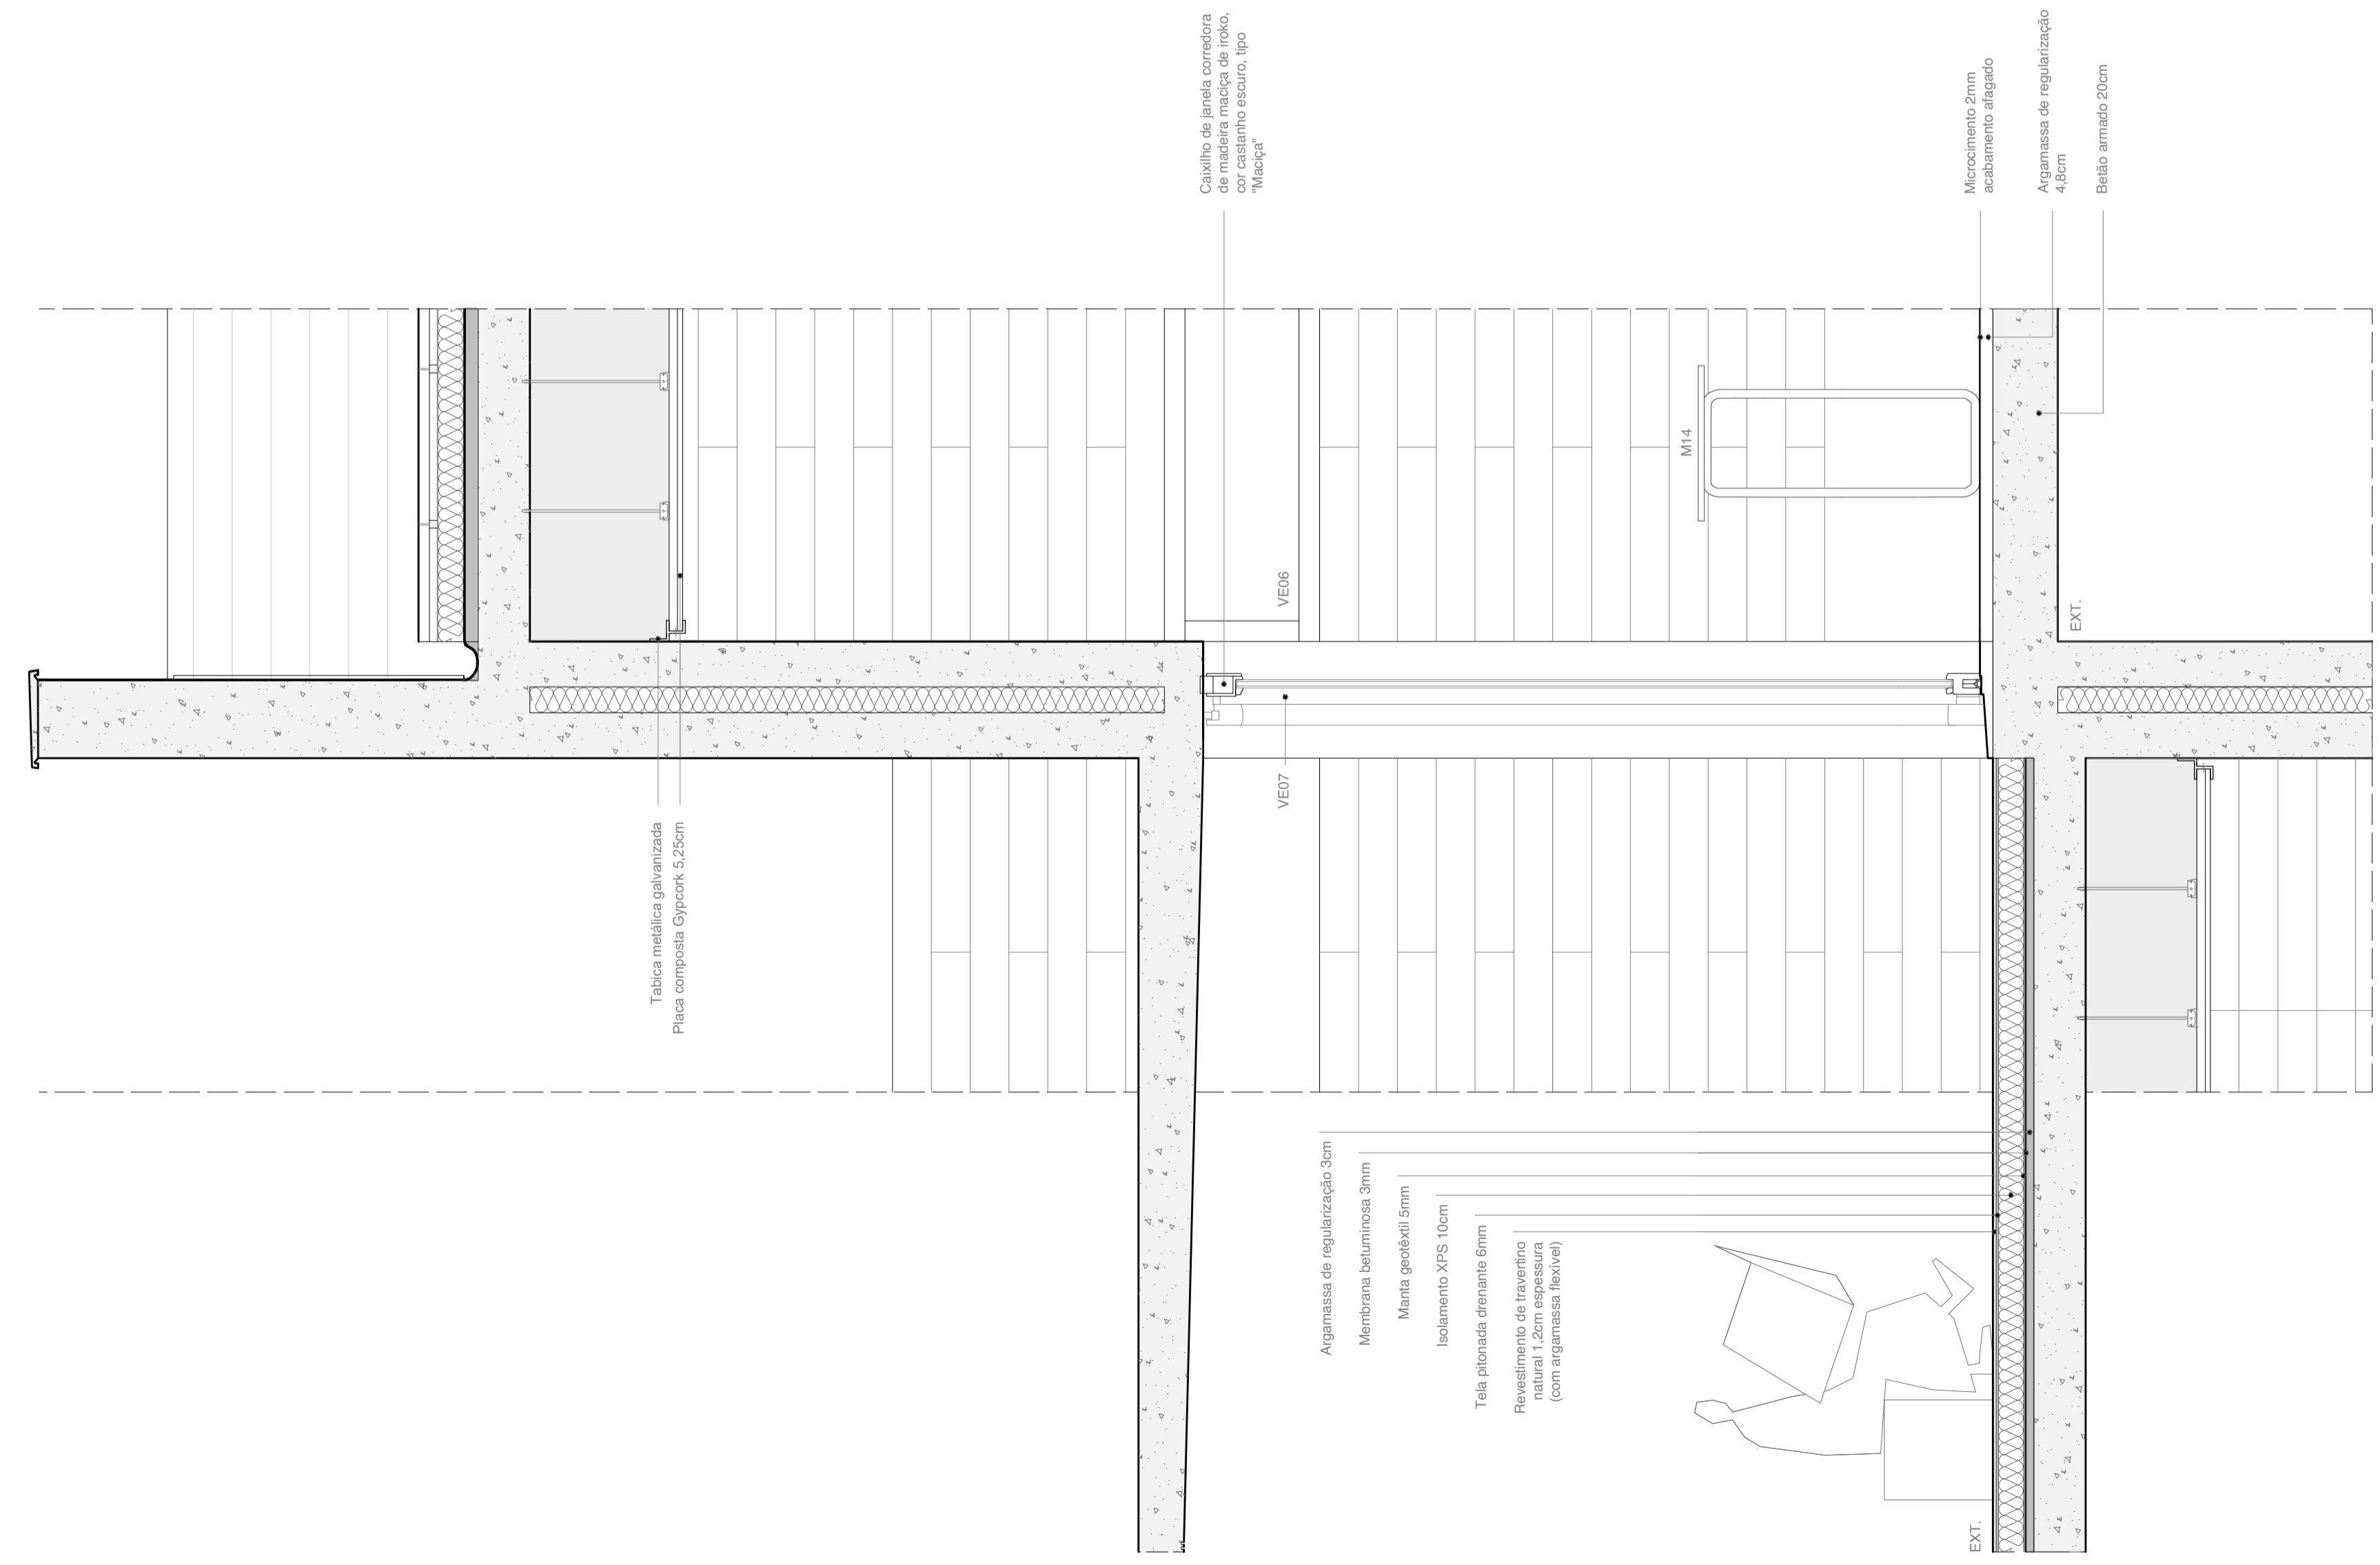 Caixilho de janela corredora
de madeira maciça de iroko,
cor castanho escuro, tipo
"Maciça"
Microcimento 2mm
acabamento afagado
Argamassa de regularização
4,8cm
Betão armado 20cm
M14
VE06
EXT.
VE07
Tabica metálica galvanizada
Placa composta Gypcork 5,25cm
Argamassa de regularização 3cm
Membrana betuminosa 3mm
Manta geotêxtil 5mm
Isolamento XPS 10cm
Tela pitonada drenante 6mm
Revestimento de travertino
natural 1,2cm espessura
(com argamassa flexível)
EXT.